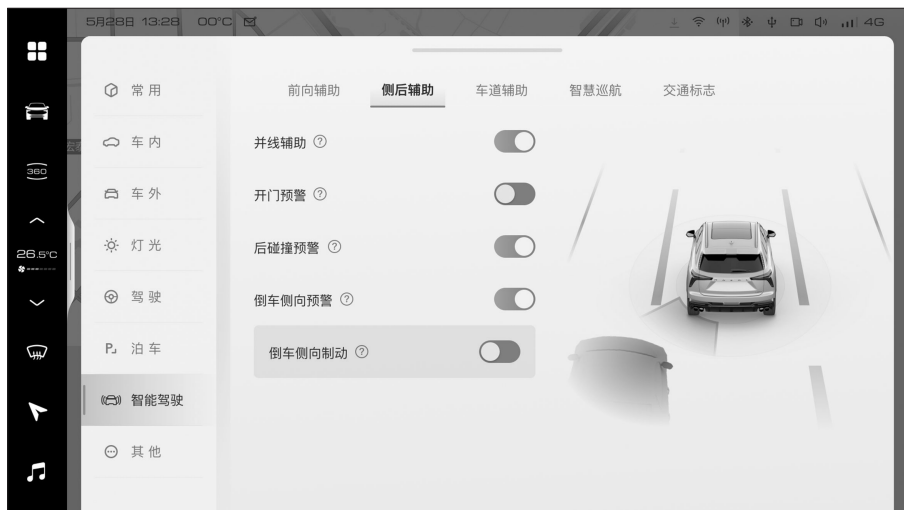 5月28日 13:28 00°C
4G
常用
前向辅助 侧后辅助 车道辅助 智慧巡航 交通标志
车内
并线辅助
360
车外
开门预警
灯光
后碰撞预警
26.5°C
驾驶
倒车侧向预警
泊车
倒车侧向制动
智能驾驶
其他